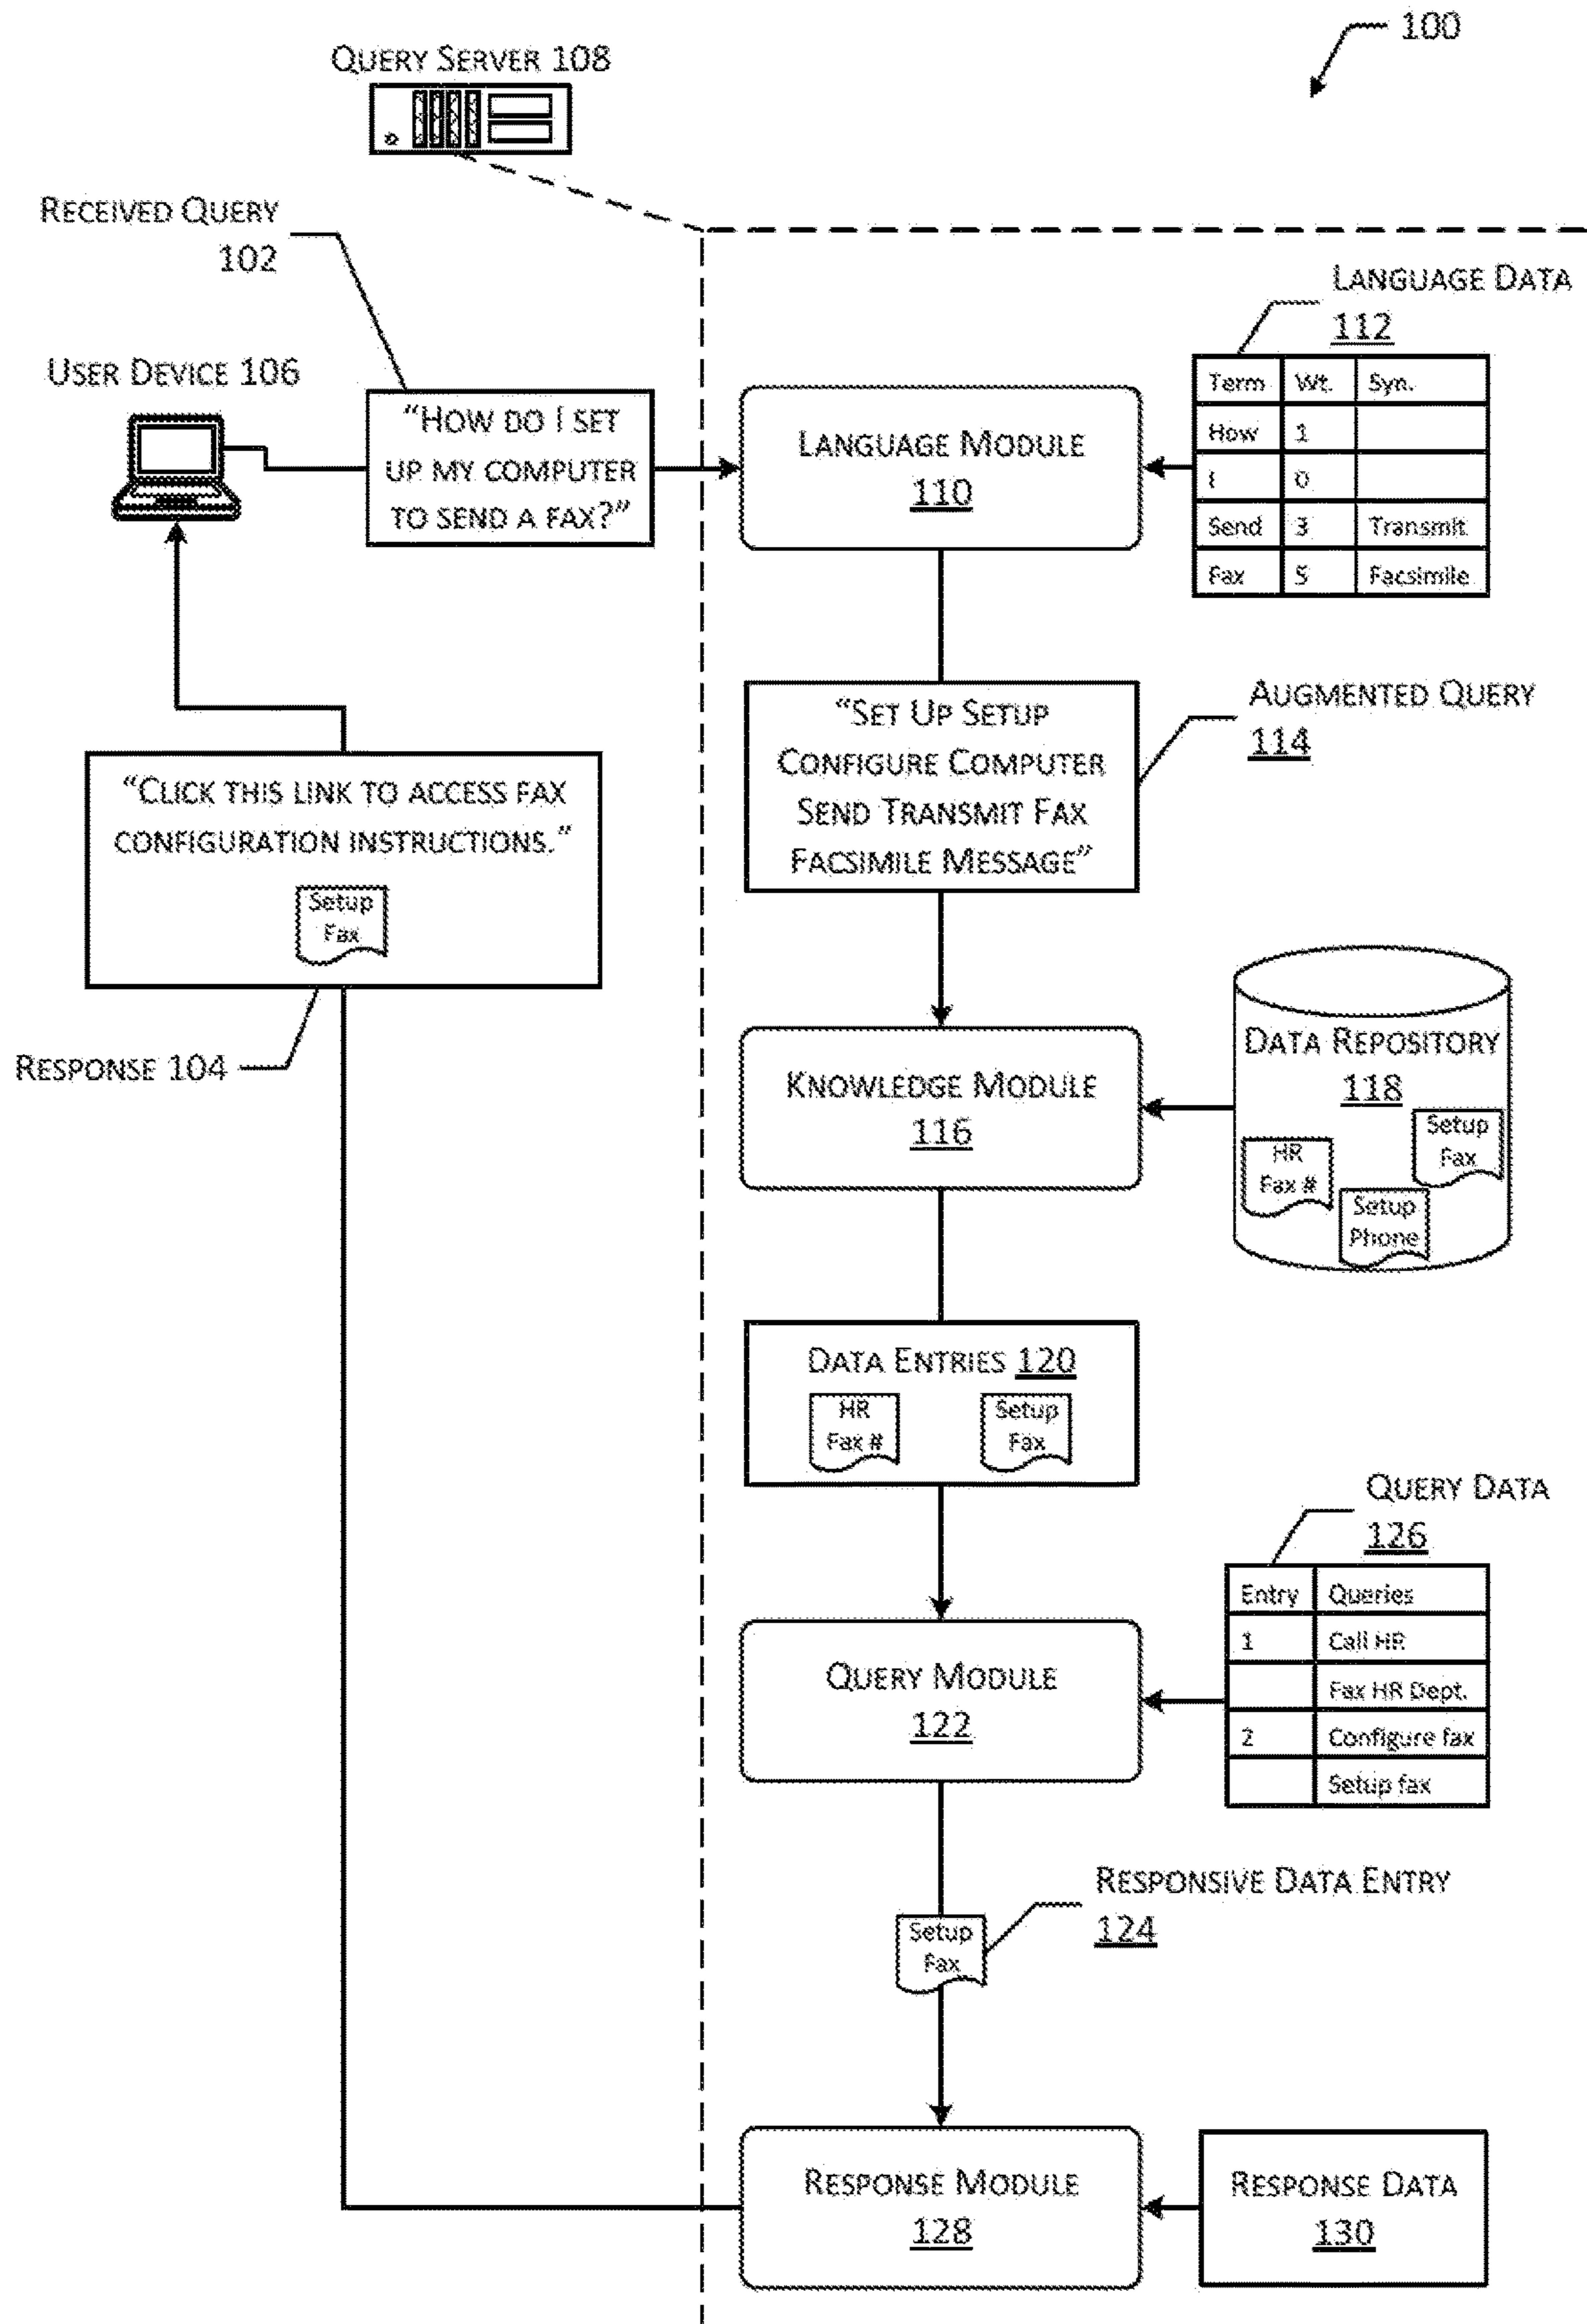 100
QUERY SERVER 108
RECEIVED QUERY
102
USER DEVICE 106
"HOW DO I SET
UP MY COMPUTER
TO SEND A FAX?"
LANGUAGE MODULE
110
LANGUAGE DATA
112
Term Wt. Syn.
How 1
I 0
Send 3 Transmit
Fax 5 Facsimile
"SET UP SETUP
CONFIGURE COMPUTER
SEND TRANSMIT FAX
FACSIMILE MESSAGE"
AUGMENTED QUERY
114
"CLICK THIS LINK TO ACCESS FAX
CONFIGURATION INSTRUCTIONS."
Setup
Fax
RESPONSE 104
KNOWLEDGE MODULE
116
DATA REPOSITORY
118
HR
Fax #
Setup
Phone
Setup
Fax
DATA ENTRIES 120
HR
Fax #
Setup
Fax
QUERY MODULE
122
QUERY DATA
126
Entry Queries
1 Call HR
Fax HR Dept.
2 Configure fax
Setup fax
RESPONSIVE DATA ENTRY
124
Setup
Fax
RESPONSE MODULE
128
RESPONSE DATA
130